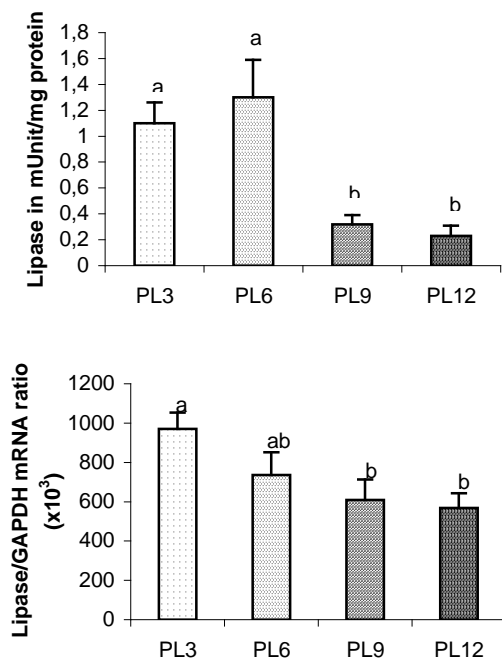 Lipase in mUnit/mg protein
1,8
1,6
1,4
1,2
1
0,8
0,6
0,4
0,2
0
a
a
b
b
PL3 PL6 PL9 PL12
Lipase/GAPDH mRNA ratio
(x10³)
1200
1000
800
600
400
200
0
a
ab
b
b
PL3 PL6 PL9 PL12